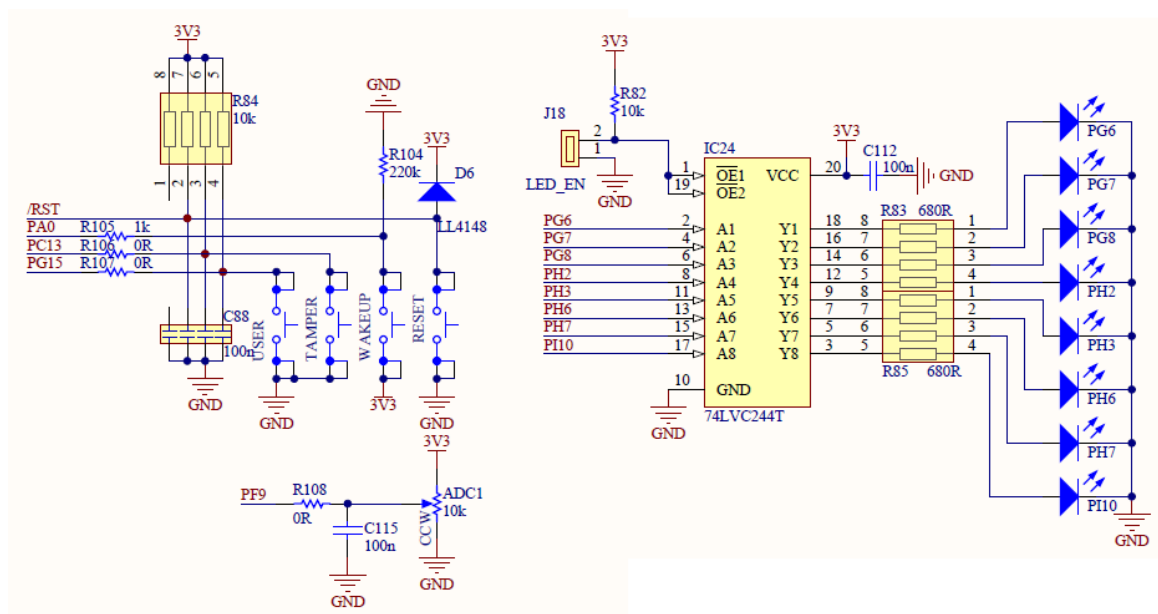 3V3
8 7 6 5
R84
10k
1 2 3 4
GND
R104
220k
3V3
D6
LL4148
/RST
PA0 R105 1k
PC13 R106 0R
PG15 R107 0R
C88
100n
USER
TAMPER
WAKEUP
RESET
GND
GND
3V3
GND
3V3
PF9 R108
0R
C115
100n
GND
ADC1
10k
CCW
GND
3V3
R82
10k
J18
2
1
LED_EN
GND
IC24
1 OE1 VCC 20
19 OE2
3V3
C112
100n
GND
R83 680R
PG6 2 A1 Y1 18 8 1
PG7 4 A2 Y2 16 7 2
PG8 6 A3 Y3 14 6 3
PH2 8 A4 Y4 12 5 4
PH3 11 A5 Y5 9 8 1
PH6 13 A6 Y6 7 7 2
PH7 15 A7 Y7 5 6 3
PI10 17 A8 Y8 3 5 4
R85 680R
10 GND
GND
74LVC244T
PG6
PG7
PG8
PH2
PH3
PH6
PH7
PI10
GND